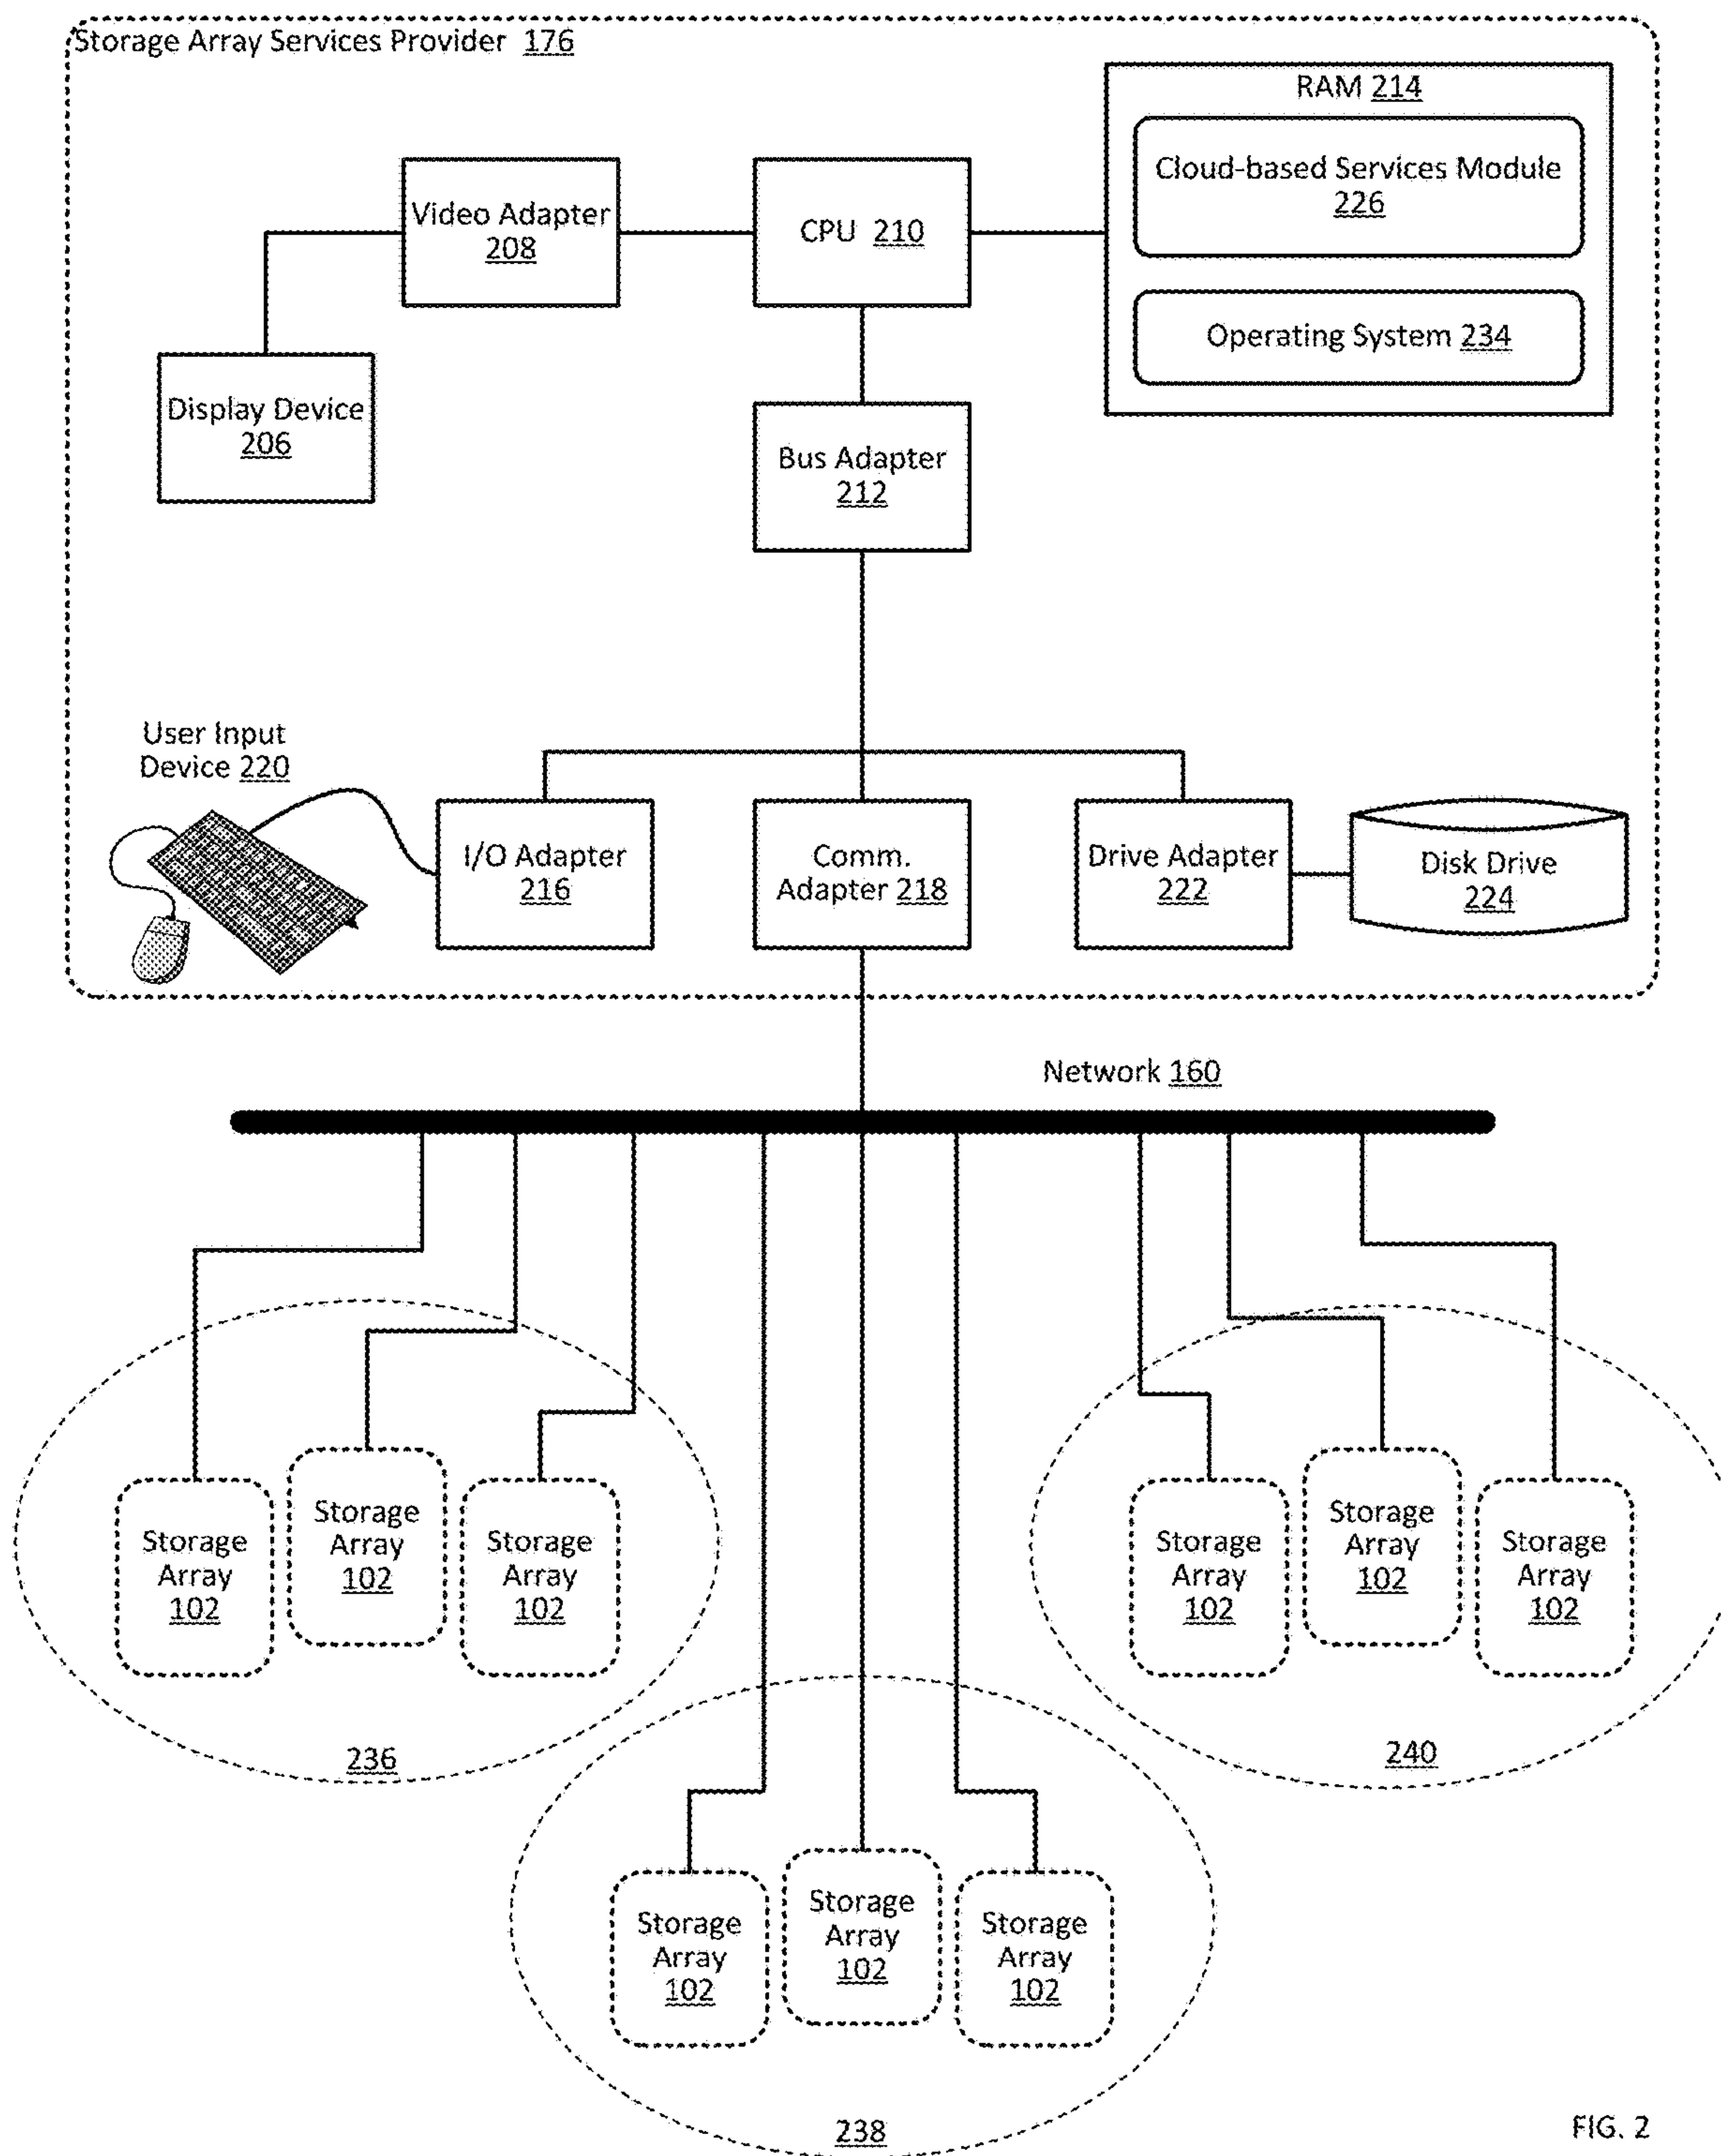 Storage Array Services Provider 176
RAM 214
Cloud-based Services Module
226
Operating System 234
Video Adapter
208
CPU 210
Display Device
206
Bus Adapter
212
User Input
Device 220
I/O Adapter
216
Comm.
Adapter 218
Drive Adapter
222
Disk Drive
224
Network 160
Storage
Array
102
Storage
Array
102
Storage
Array
102
236
Storage
Array
102
Storage
Array
102
Storage
Array
102
240
Storage
Array
102
Storage
Array
102
Storage
Array
102
238
FIG. 2